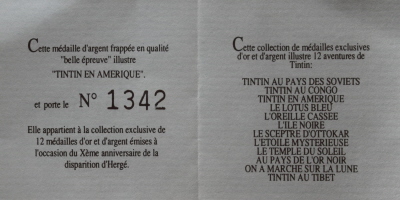 Cette médaille d'argent frappée en qualité
"belle épreuve" illustre
"TINTIN EN AMERIQUE".
et porte le N° 1342
Elle appartient à la collection exclusive de
12 médailles d'or et d'argent émises à
l'occasion du Xème anniversaire de la
disparition d'Hergé.
Cette collection de médailles exclusives
d'or et d'argent illustre 12 aventures de
Tintin:
TINTIN AU PAYS DES SOVIETS
TINTIN AU CONGO
TINTIN EN AMERIQUE
LE LOTUS BLEU
L'OREILLE CASSEE
L'ILE NOIRE
LE SCEPTRE D'OTTOKAR
L'ETOILE MYSTERIEUSE
LE TEMPLE DU SOLEIL
AU PAYS DE L'OR NOIR
ON A MARCHE SUR LA LUNE
TINTIN AU TIBET